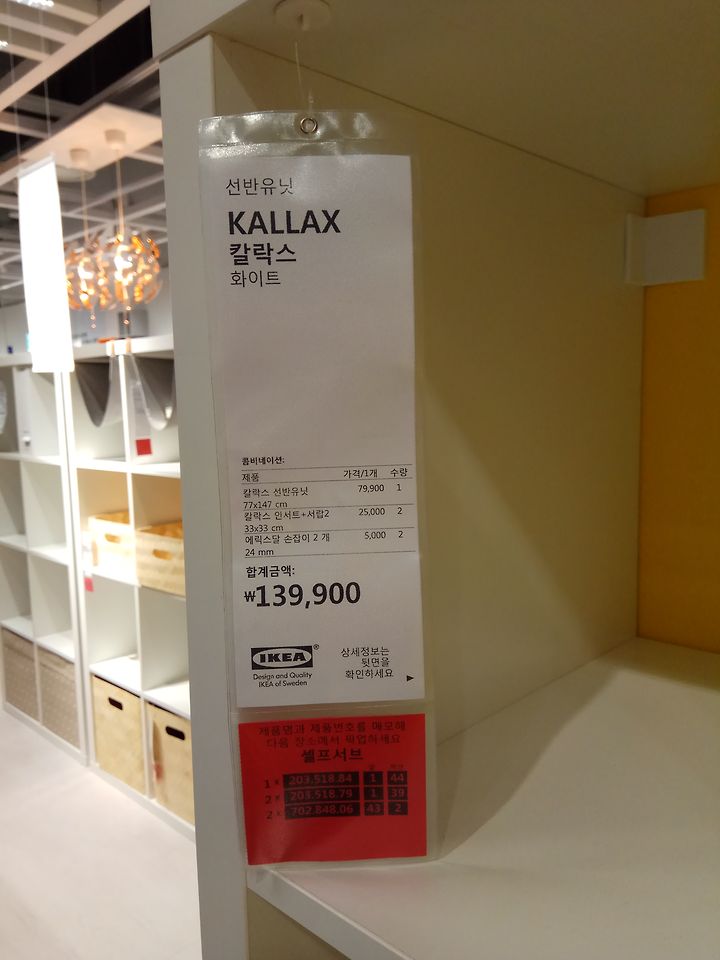 선반유닛
KALLAX
칼락스
화이트
콤비네이션:
제품 가격/1개 수량
칼락스 선반유닛 79,900 1
77x147 cm
칼락스 인서트+서랍2 25,000 2
33x33 cm
에릭스달 손잡이 2 개 5,000 2
24 mm
합계금액:
₩139,900
IKEA®
Design and Quality
IKEA of Sweden
상세정보는
뒷면을
확인하세요
제품명과 제품번호를 메모해
다음 장소에서 픽업하세요
셀프서브
1 x 203.518.84 1 44
2 x 203.518.79 1 39
2 x 702.848.06 43 2